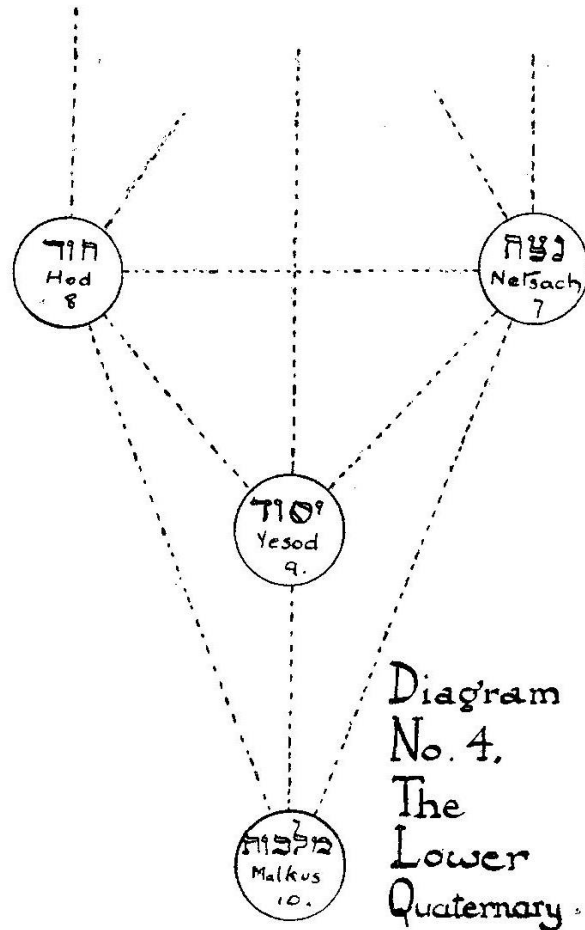 הוד
Hod
8
נצח
Netsach
7
יסוד
Yesod
9.
מלכות
Malkus
10.
Diagram
No. 4.
The
Lower
Quaternary.